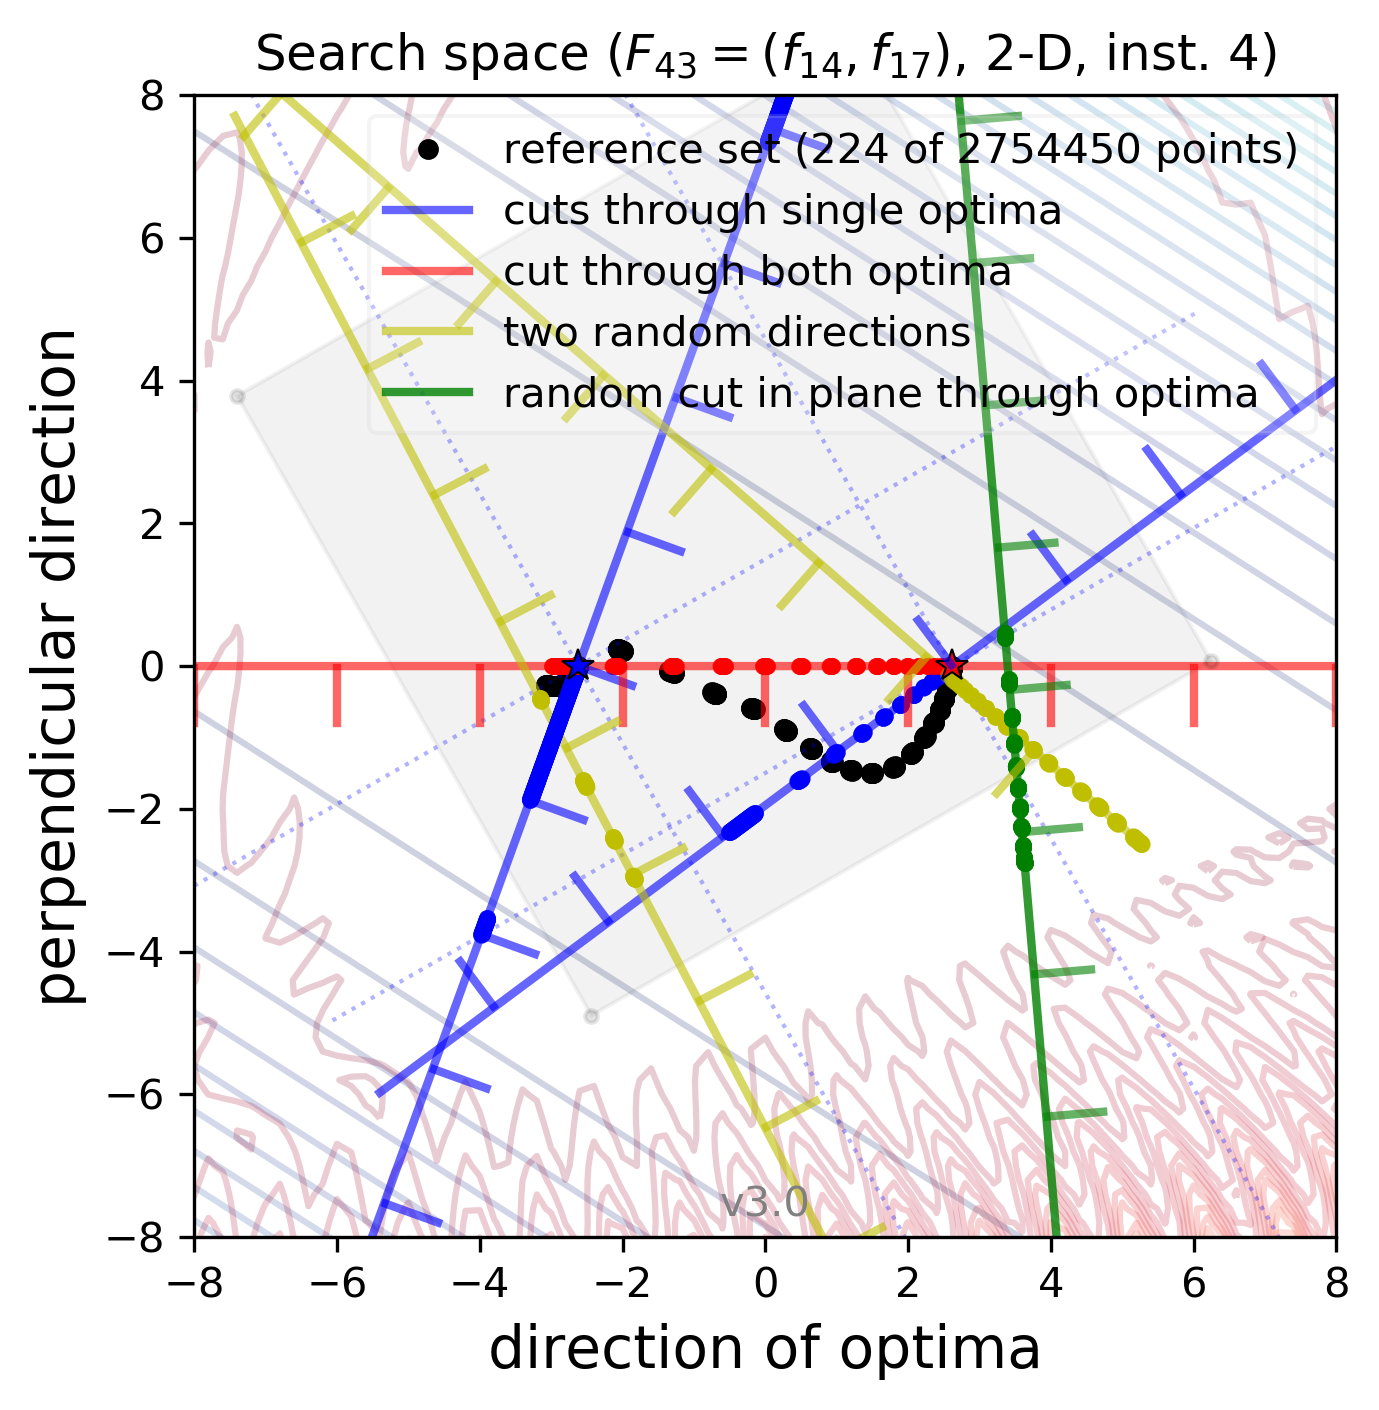 Search space (F₄₃ = (f₁₄, f₁₇), 2-D, inst. 4)
reference set (224 of 2754450 points)
cuts through single optima
cut through both optima
two random directions
random cut in plane through optima
8
6
4
2
0
−2
−4
−6
−8
perpendicular direction
v3.0
−8 −6 −4 −2 0 2 4 6 8
direction of optima